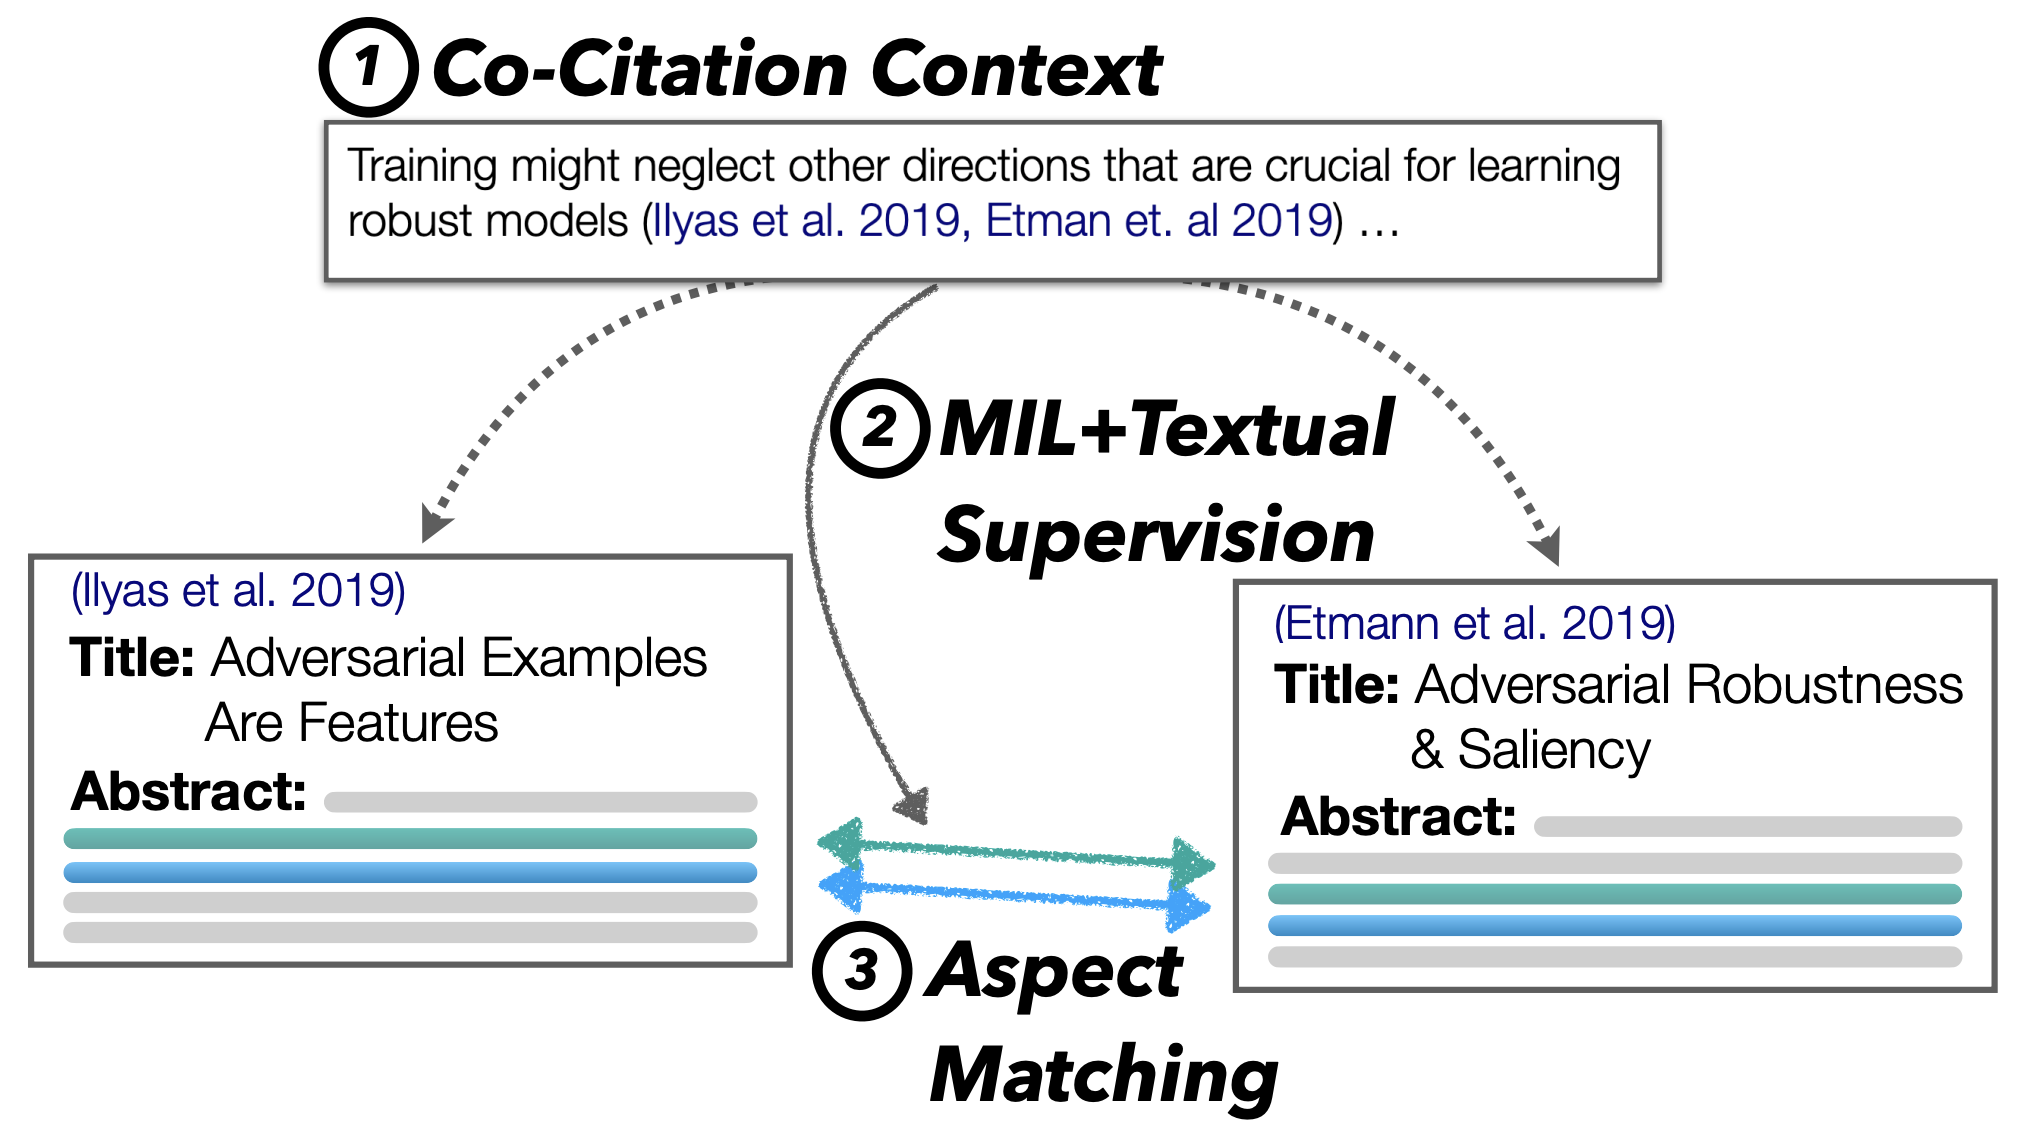 1 Co-Citation Context
Training might neglect other directions that are crucial for learning
robust models (Ilyas et al. 2019, Etman et. al 2019) …
2 MIL+Textual
Supervision
(Ilyas et al. 2019)
Title: Adversarial Examples
Are Features
Abstract:
(Etmann et al. 2019)
Title: Adversarial Robustness
& Saliency
Abstract:
3 Aspect
Matching